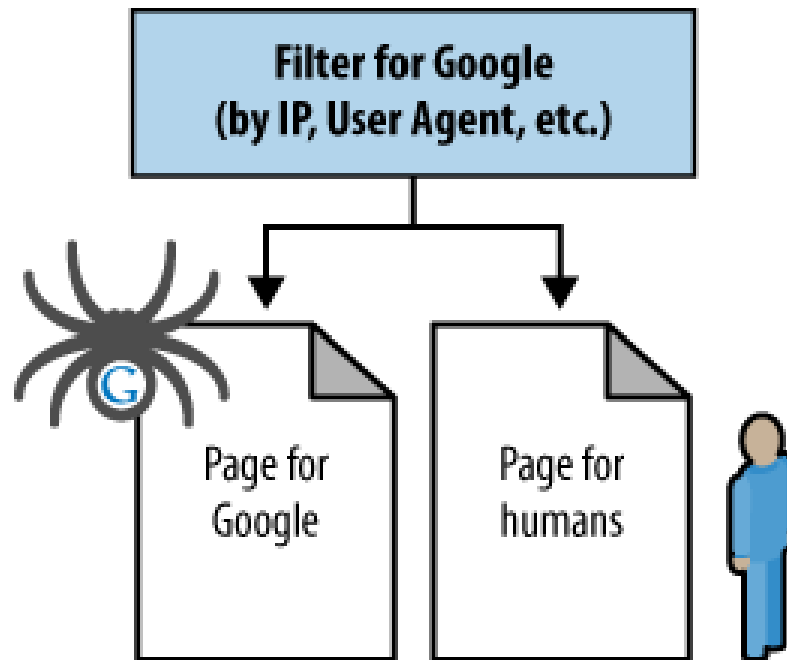 Filter for Google
(by IP, User Agent, etc.)
G
Page for
Google
Page for
humans